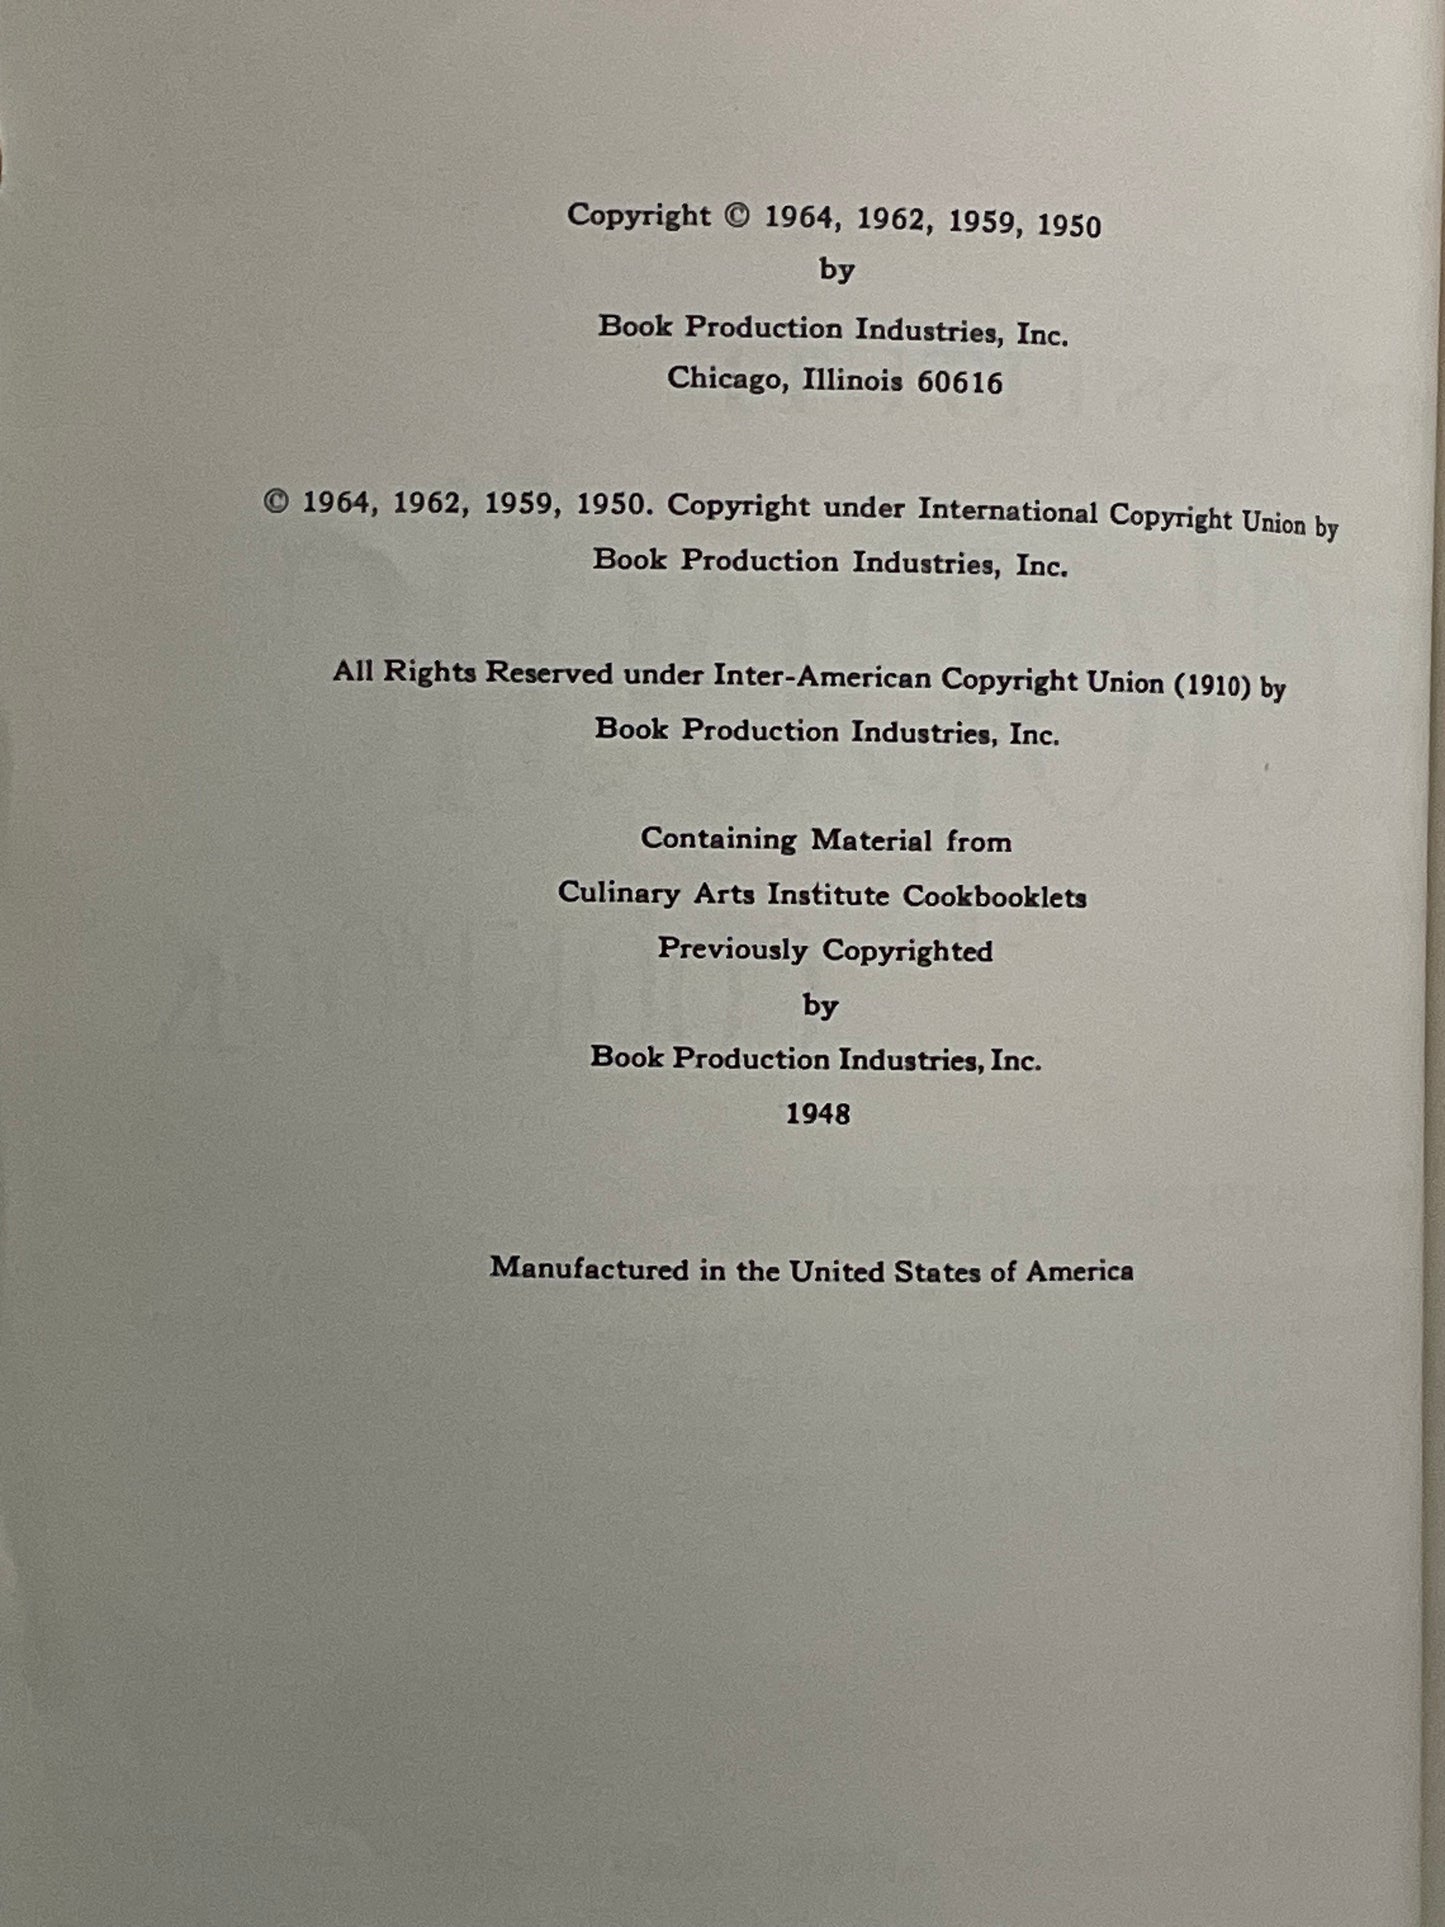 Copyright © 1964, 1962, 1959, 1950
by
Book Production Industries, Inc.
Chicago, Illinois 60616
© 1964, 1962, 1959, 1950. Copyright under International Copyright Union by
Book Production Industries, Inc.
All Rights Reserved under Inter-American Copyright Union (1910) by
Book Production Industries, Inc.
Containing Material from
Culinary Arts Institute Cookbooklets
Previously Copyrighted
by
Book Production Industries, Inc.
1948
Manufactured in the United States of America